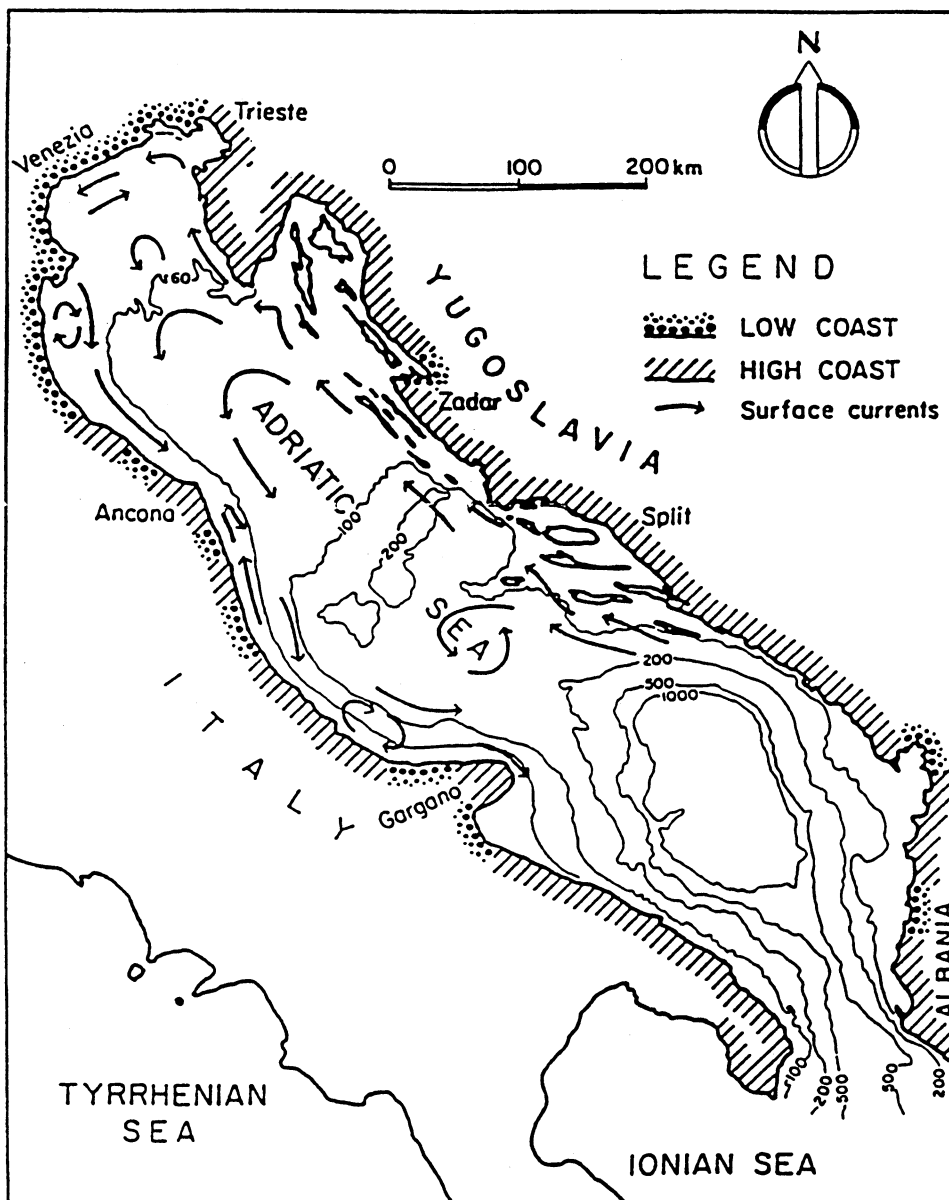 N
Trieste
Venezia
0 100 200 km
LEGEND
LOW COAST
HIGH COAST
Surface currents
YUGOSLAVIA
60
Zadar
ADRIATIC
SEA
Ancona
100
200
Split
200
500
1000
ITALY
Gargano
ALBANIA
TYRRHENIAN
SEA
IONIAN SEA
100
200
500
500
200